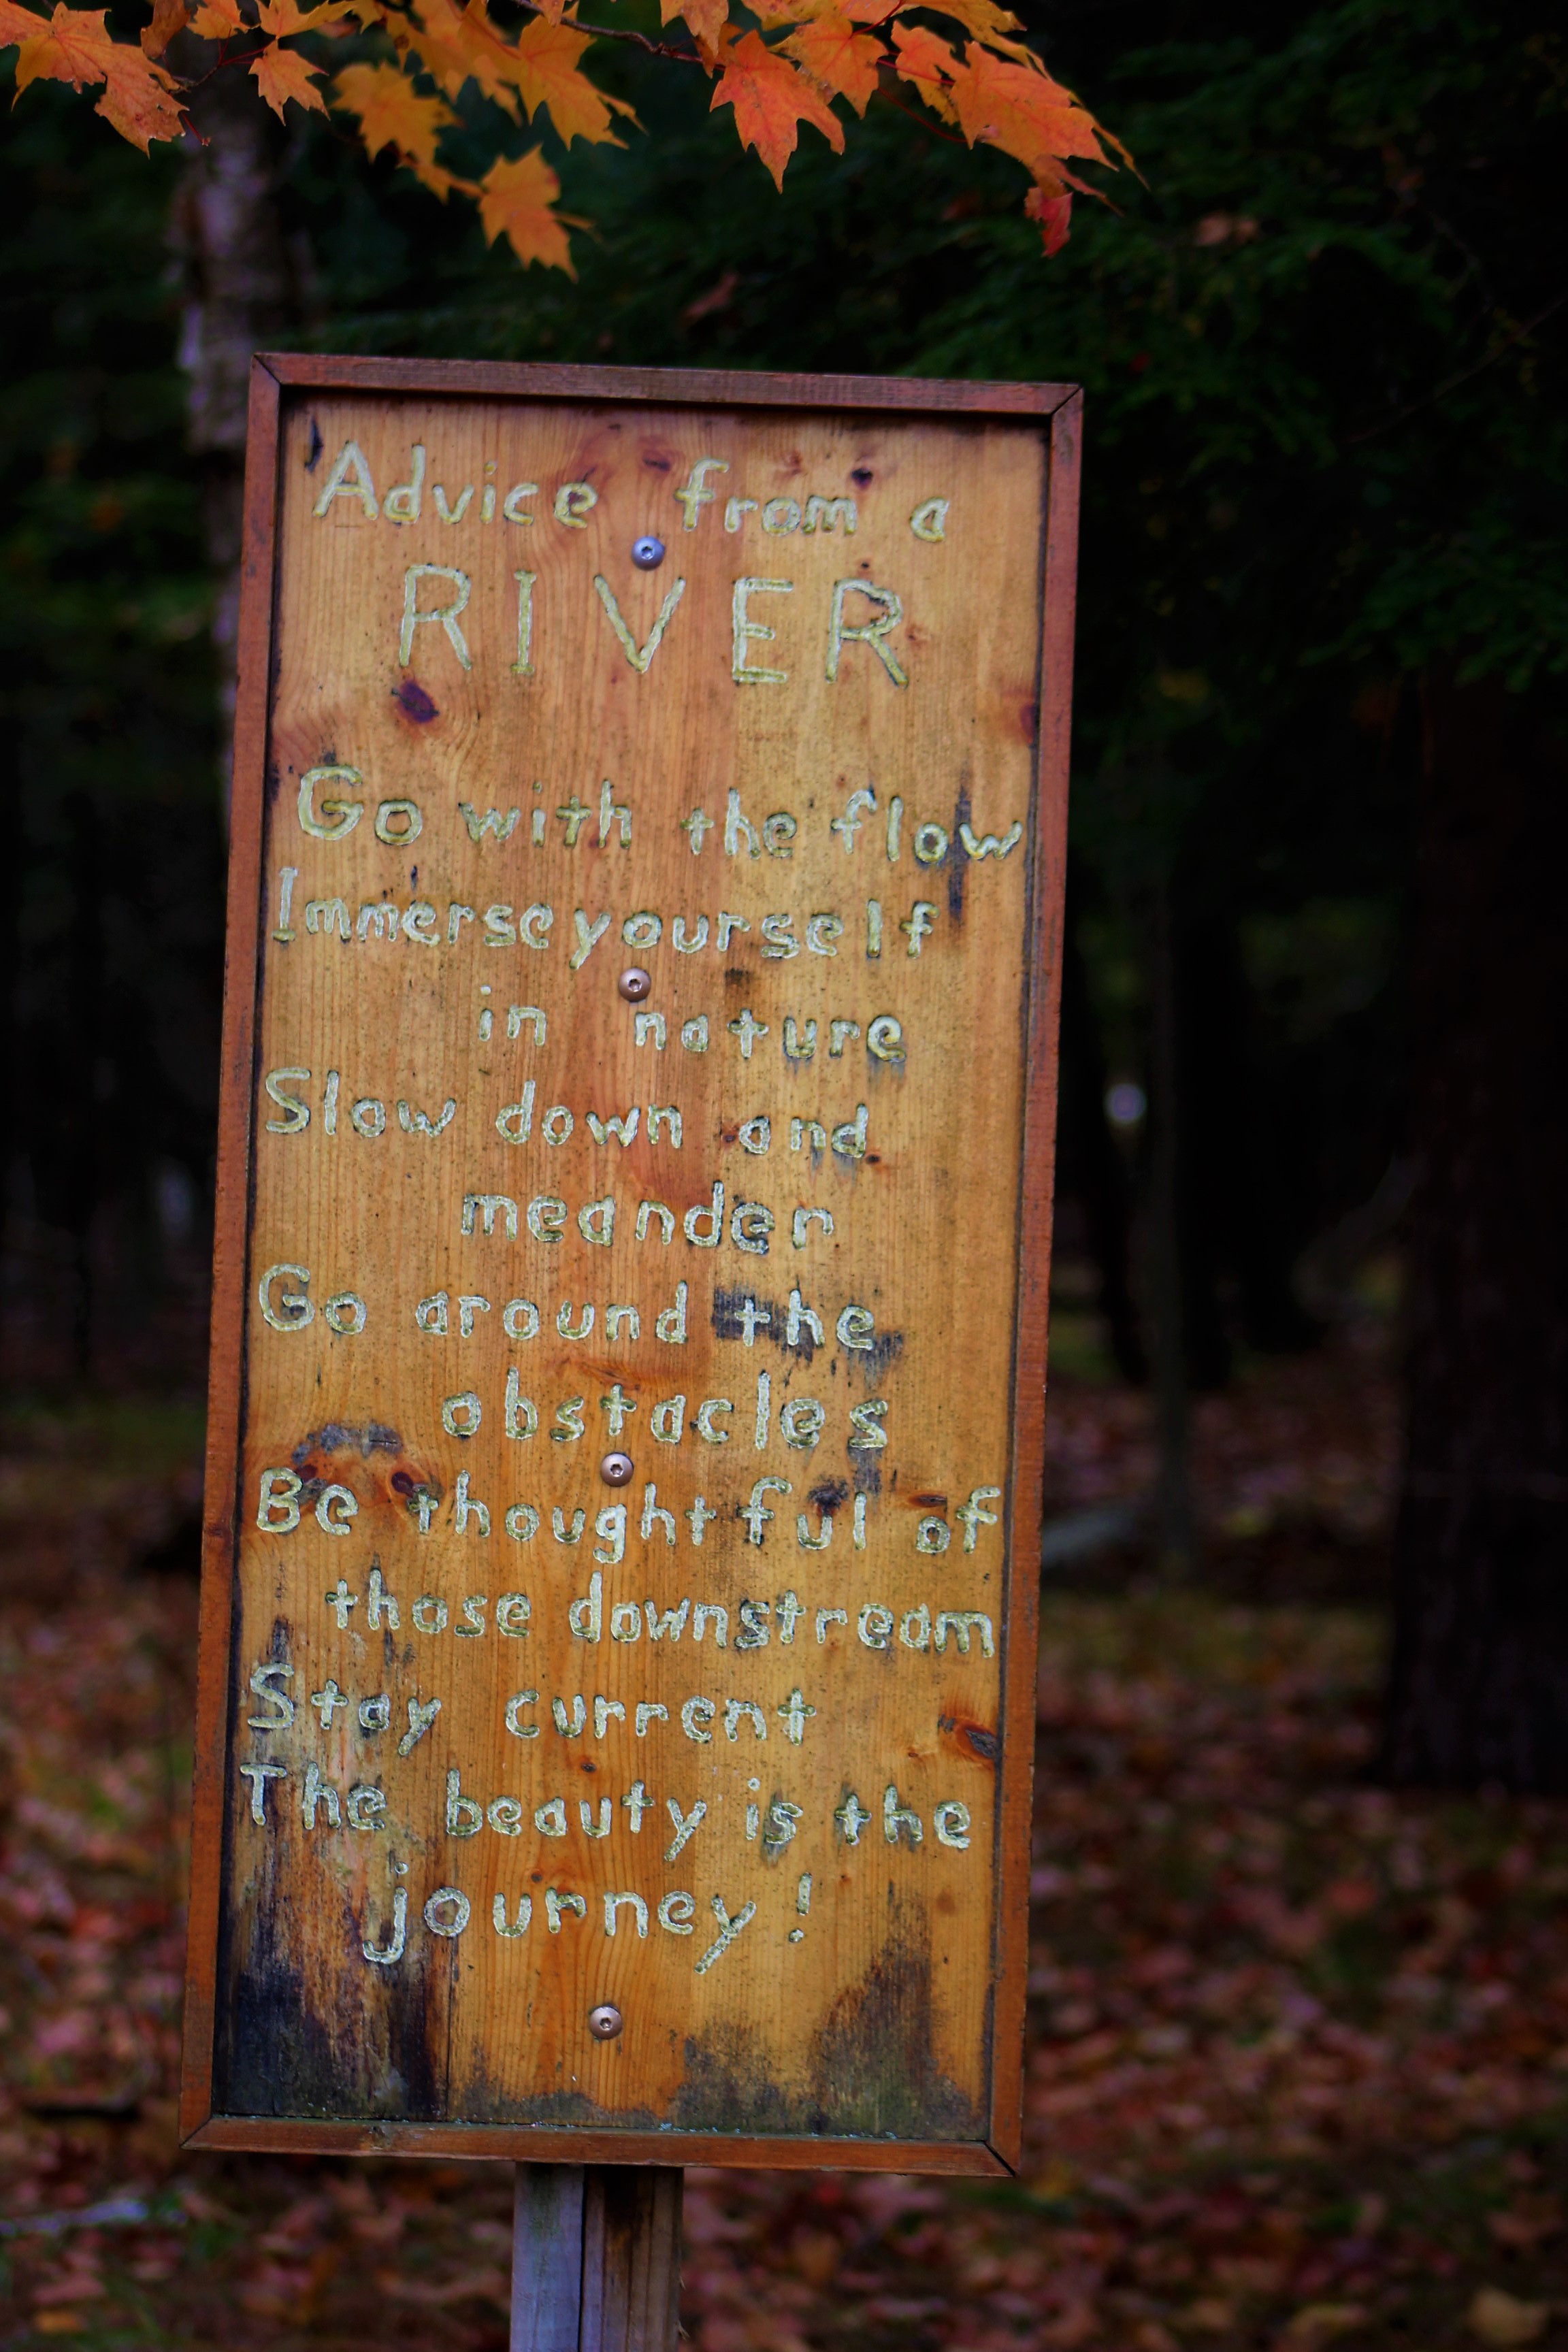 Advice from a
RIVER
Go with the flow
Immerse yourself
in nature
Slow down and
meander
Go around the
obstacles
Be thoughtful of
those downstream
Stay current
The beauty is the
journey!